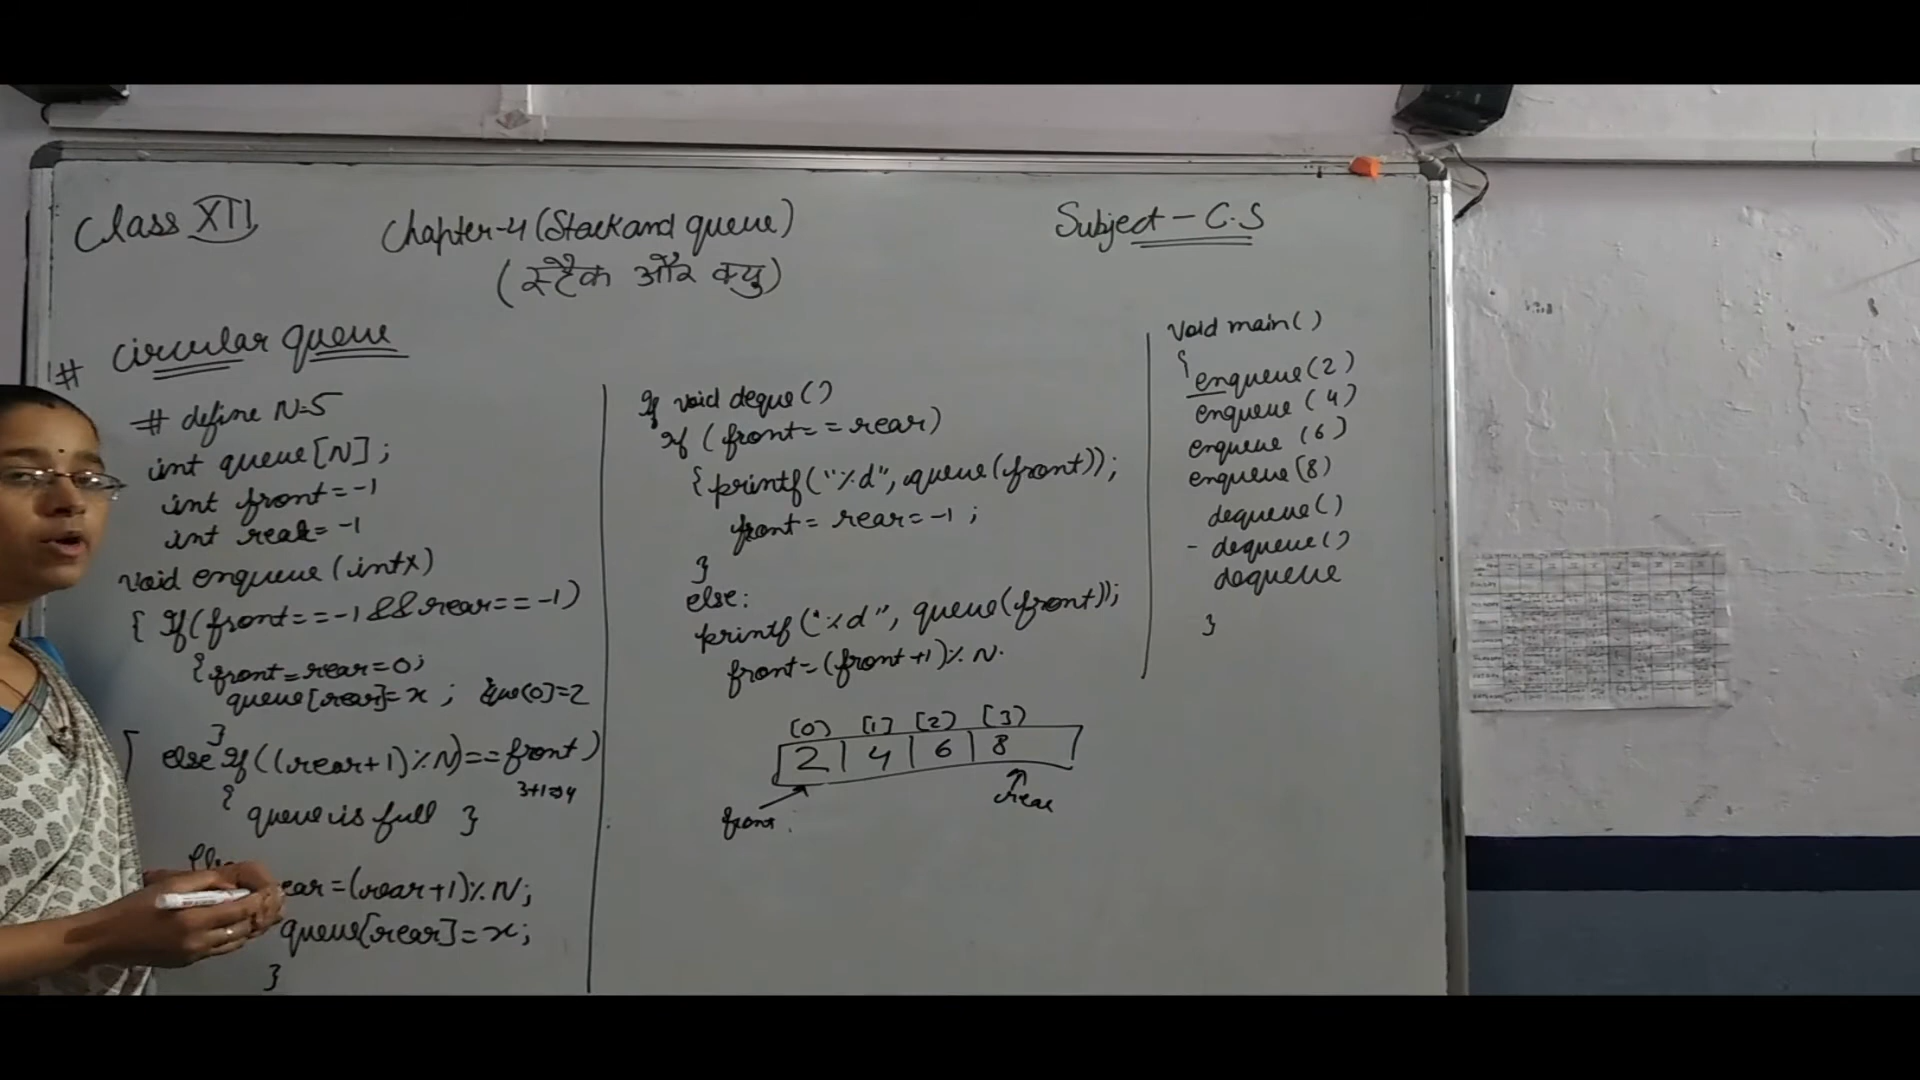 Class XII
Chapter-4 (Stack and queue)
Subject - C.S
(स्टैक और क्यु)
# circular queue
# define N=5
int queue[N];
int front=-1
int rear=-1
void enqueue (int x)
{ If (front==-1 && rear==-1)
{front=rear=0;
queue[rear]=x ; que(0)=2
}
else If ((rear+1)%N)==front)
3+1=>4
{ queue is full }
Else
rear=(rear+1)%N;
queue[rear]=x;
}
void deque ()
If (front==rear)
{printf("%d", queue(front));
front=rear=-1;
}
else:
printf("%d", queue(front));
front=(front+1)%N.
(0) [1] [2] [3]
2 4 6 8
front
rear
Void main()
{
enqueue(2)
enqueue (4)
enqueue (6)
enqueue(8)
dequeue()
- dequeue()
dequeue
}